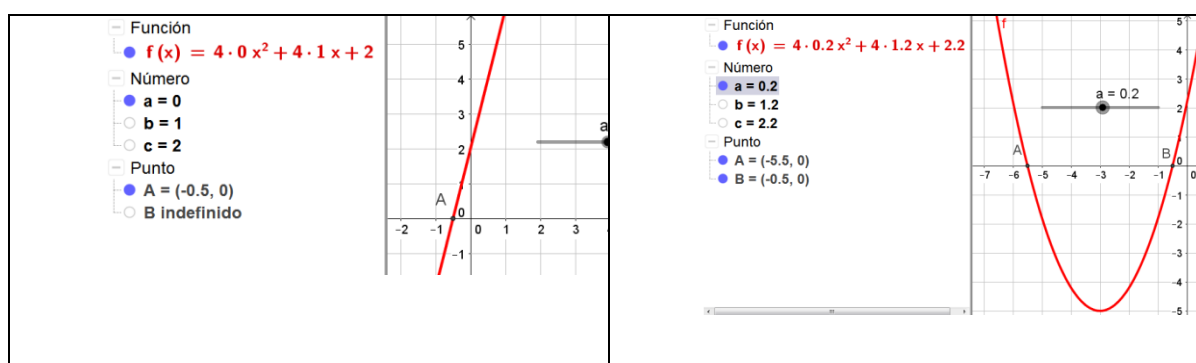 Función
f (x) = 4 · 0 x² + 4 · 1 x + 2
Número
a = 0
b = 1
c = 2
Punto
A = (-0.5, 0)
B indefinido
5
4
3
2
1
0
-1
-2 -1 0 1 2 3
A
a
Función
f (x) = 4 · 0.2 x² + 4 · 1.2 x + 2.2
Número
a = 0.2
b = 1.2
c = 2.2
Punto
A = (-5.5, 0)
B = (-0.5, 0)
f
a = 0.2
5
4
3
2
1
0
-1
-2
-3
-4
-5
-7 -6 -5 -4 -3 -2 -1 0
A
B